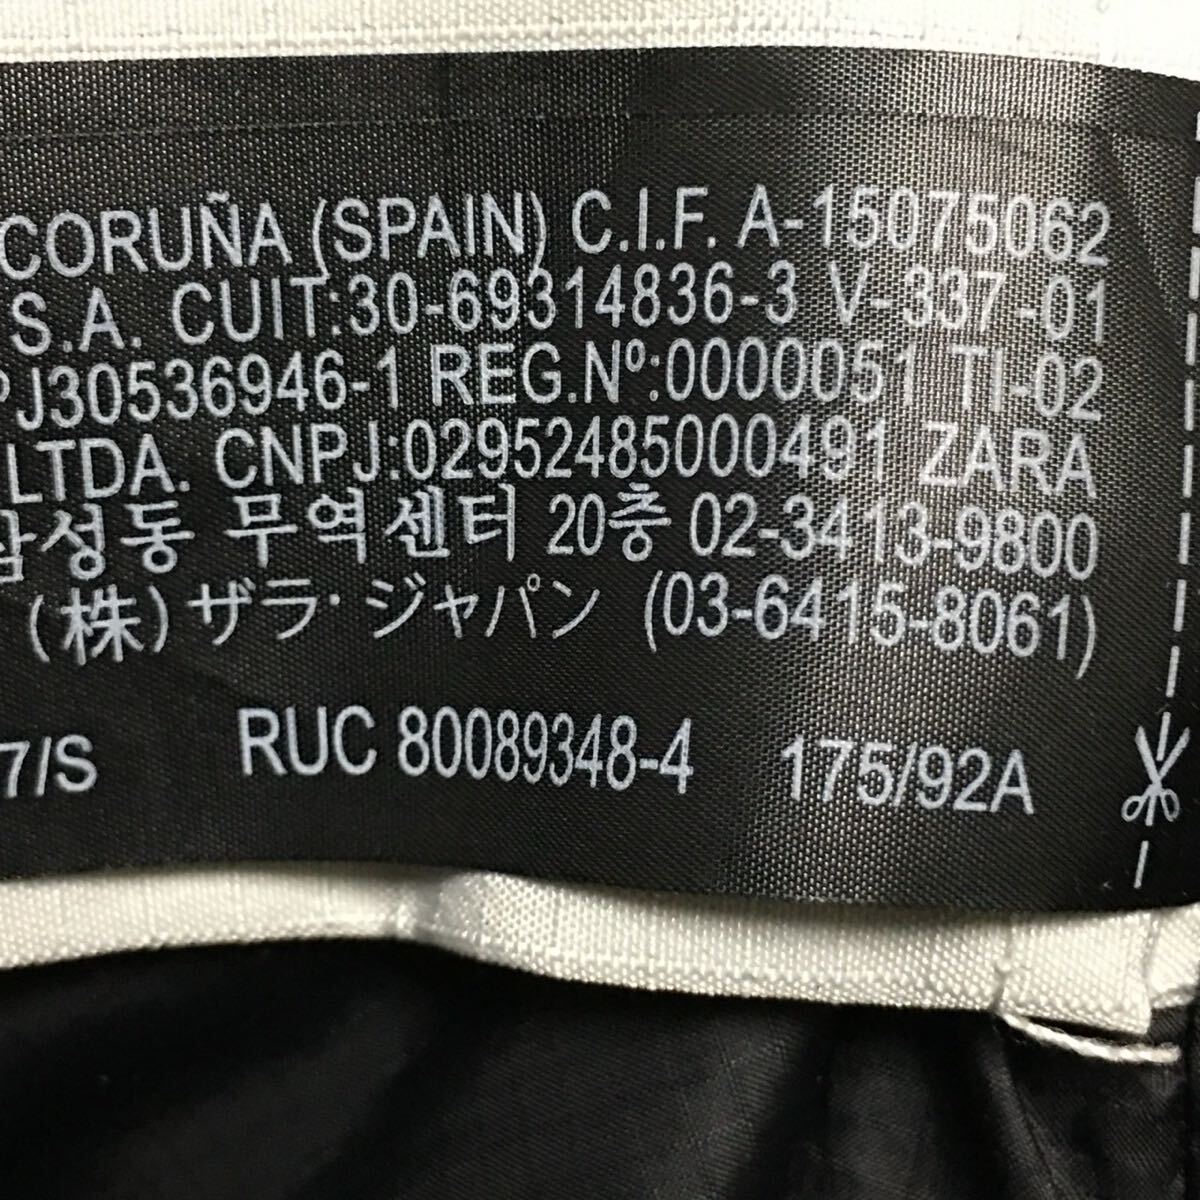 CORUÑA (SPAIN) C.I.F. A-15075062
S.A. CUIT:30-69314836-3 V-337-01
PJ30536946-1 REG.Nº:0000051 TI-02
LTDA. CNPJ:02952485000491 ZARA
삼성동 무역센터 20층 02-3413-9800
(株)ザラ・ジャパン (03-6415-8061)
7/S RUC 80089348-4 175/92A